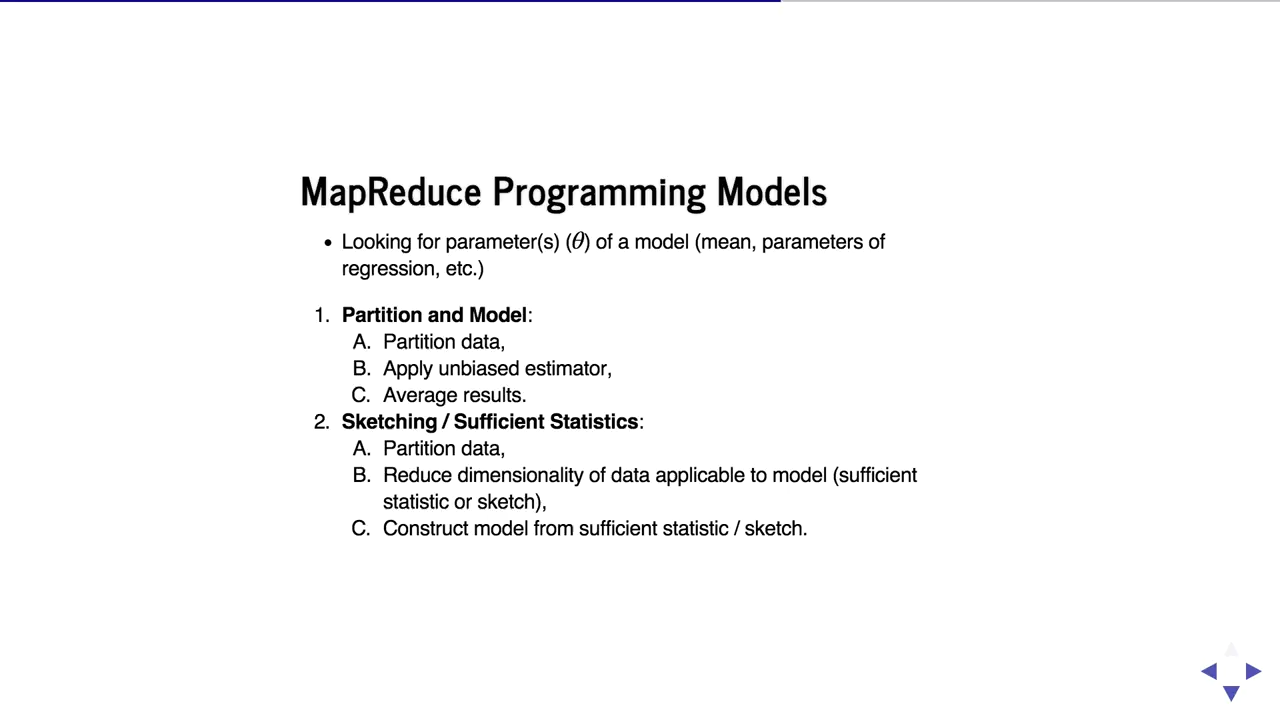 MapReduce Programming Models
• Looking for parameter(s) (θ) of a model (mean, parameters of
regression, etc.)
1. Partition and Model:
A. Partition data,
B. Apply unbiased estimator,
C. Average results.
2. Sketching / Sufficient Statistics:
A. Partition data,
B. Reduce dimensionality of data applicable to model (sufficient
statistic or sketch),
C. Construct model from sufficient statistic / sketch.